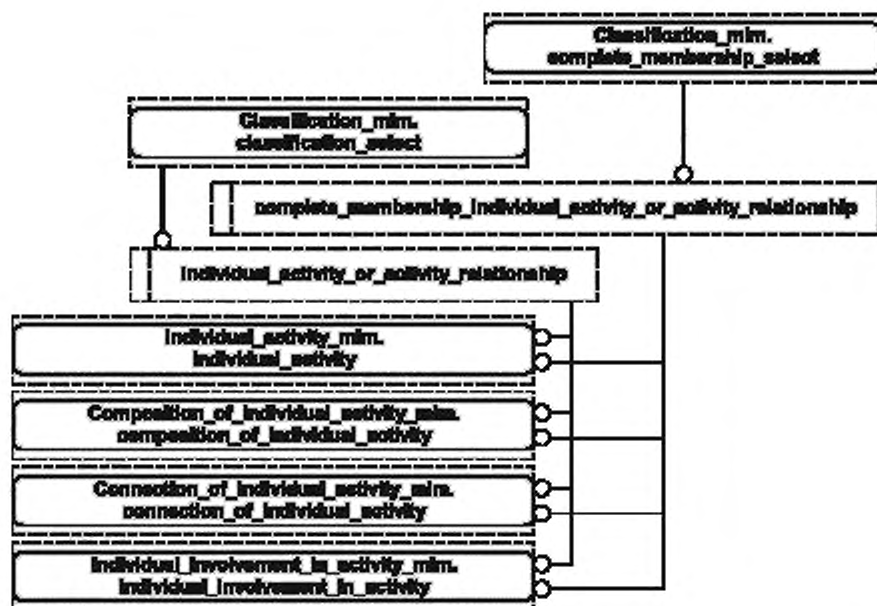 Classification_mim.
complete_membership_select
Classification_mim.
classification_select
complete_membership_individual_activity_or_activity_relationship
individual_activity_or_activity_relationship
Individual_activity_mim.
individual_activity
Composition_of_individual_activity_mim.
composition_of_individual_activity
Connection_of_individual_activity_mim.
connection_of_individual_activity
Individual_involvement_in_activity_mim.
individual_involvement_in_activity